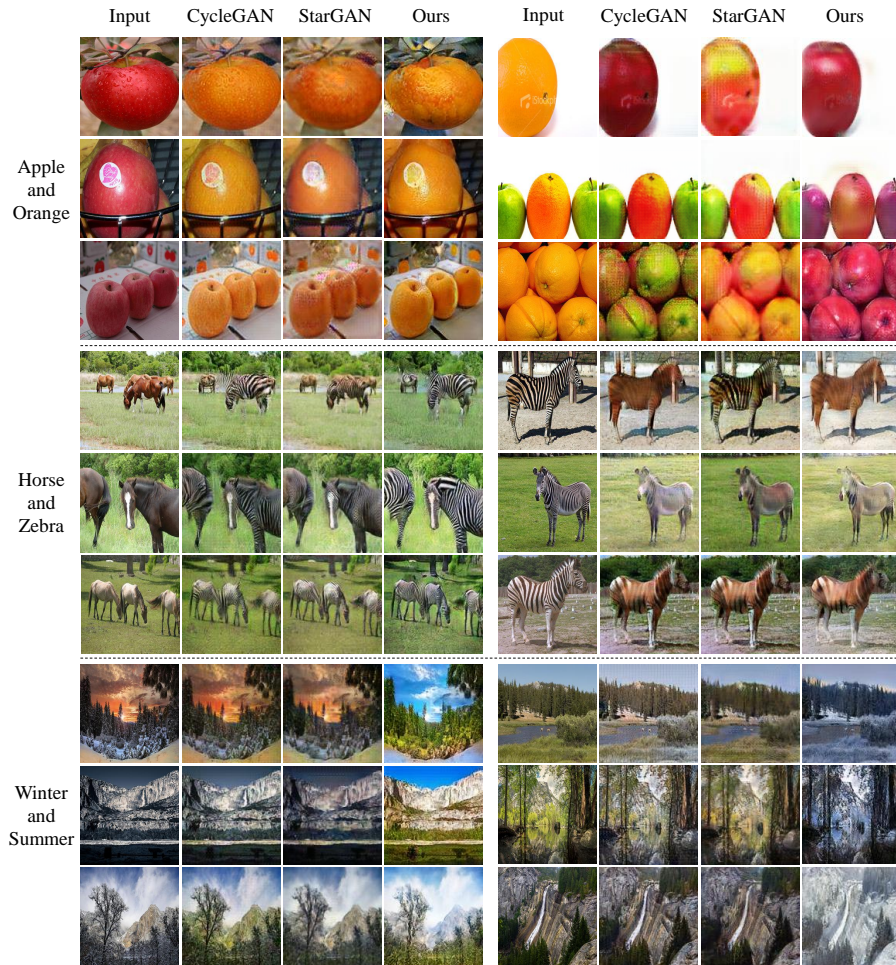 Input CycleGAN StarGAN Ours Input CycleGAN StarGAN Ours
Apple
and
Orange
Horse
and
Zebra
Winter
and
Summer